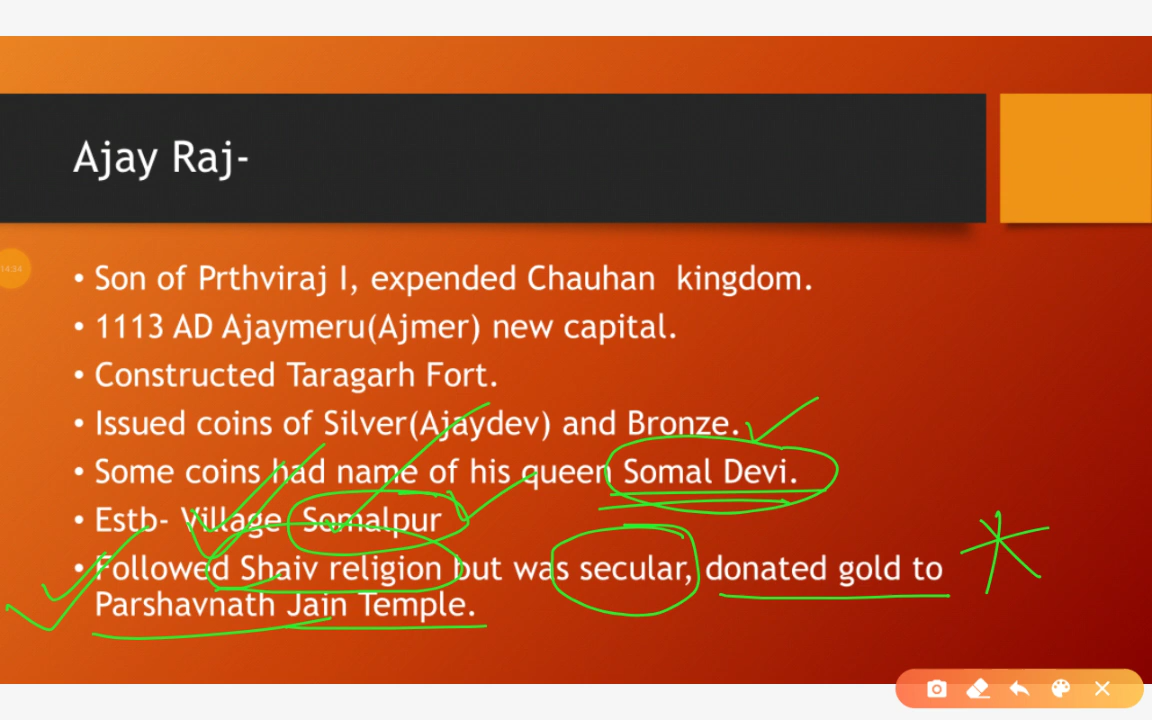 Ajay Raj-
14:34
• Son of Prthviraj I, expended Chauhan kingdom.
• 1113 AD Ajaymeru(Ajmer) new capital.
• Constructed Taragarh Fort.
• Issued coins of Silver(Ajaydev) and Bronze.
• Some coins had name of his queen Somal Devi.
• Estb- Village Somalpur
• Followed Shaiv religion but was secular, donated gold to
Parshavnath Jain Temple.